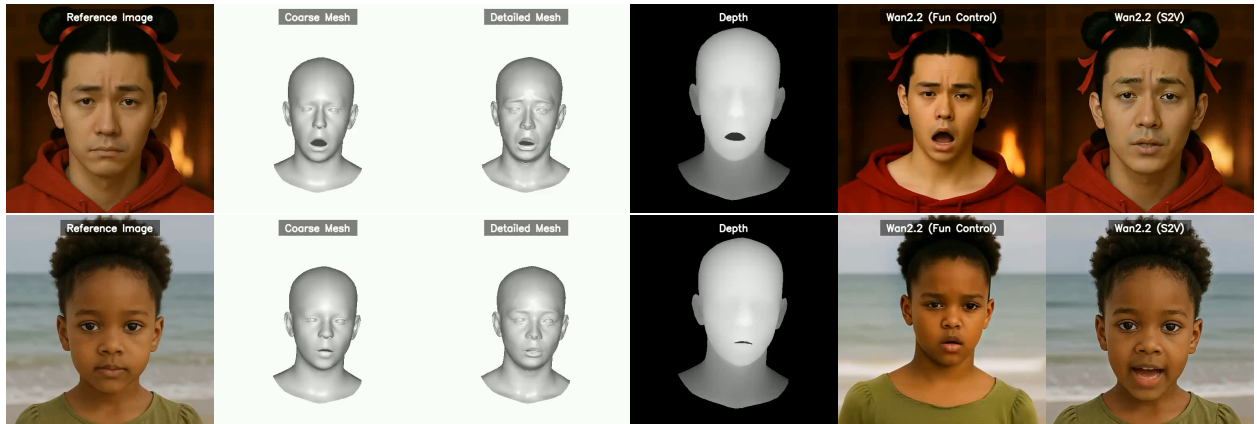 Reference Image
Coarse Mesh
Detailed Mesh
Depth
Wan2.2 (Fun Control)
Wan2.2 (S2V)
Reference Image
Coarse Mesh
Detailed Mesh
Depth
Wan2.2 (Fun Control)
Wan2.2 (S2V)